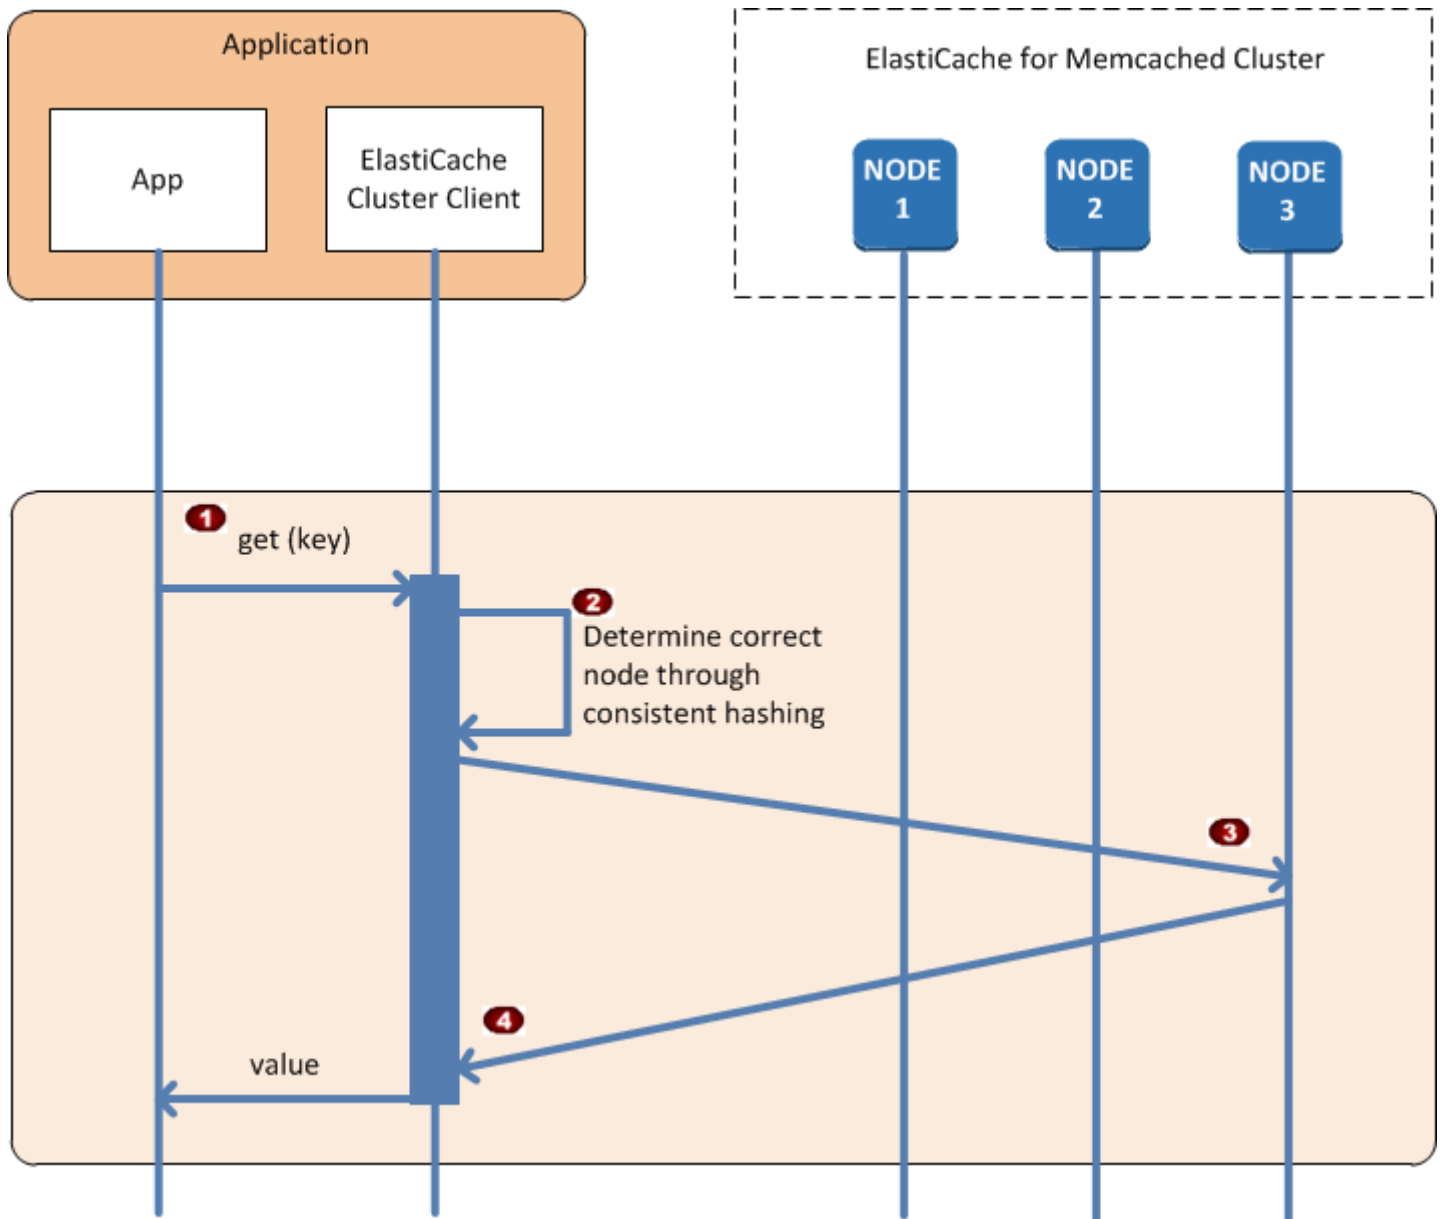 Application
ElastiCache for Memcached Cluster
App
ElastiCache
Cluster Client
NODE
1
NODE
2
NODE
3
1
get (key)
2
Determine correct
node through
consistent hashing
3
4
value